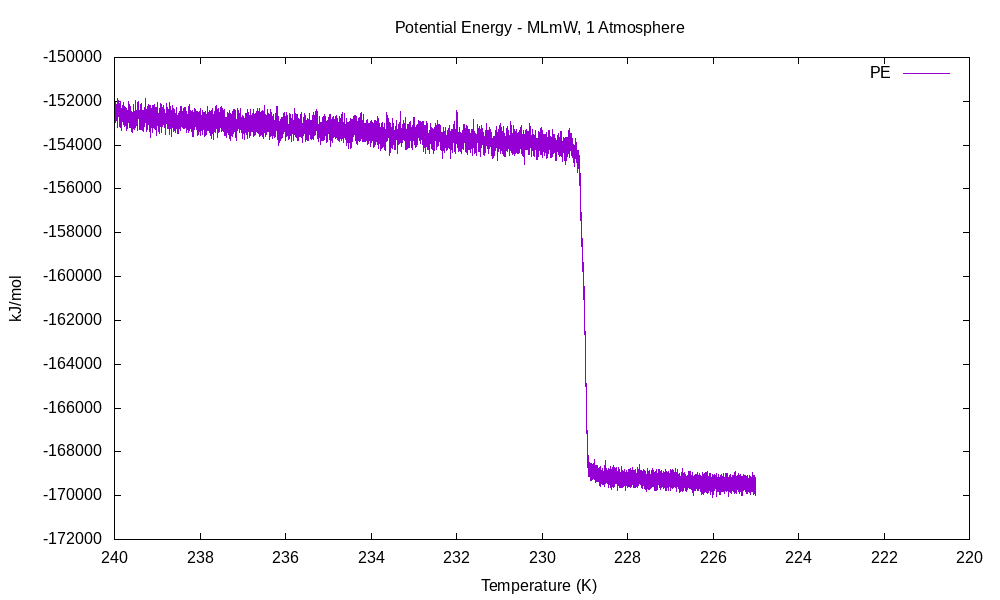 Potential Energy - MLmW, 1 Atmosphere
PE
-150000
-152000
-154000
-156000
-158000
-160000
-162000
-164000
-166000
-168000
-170000
-172000
kJ/mol
240 238 236 234 232 230 228 226 224 222 220
Temperature (K)